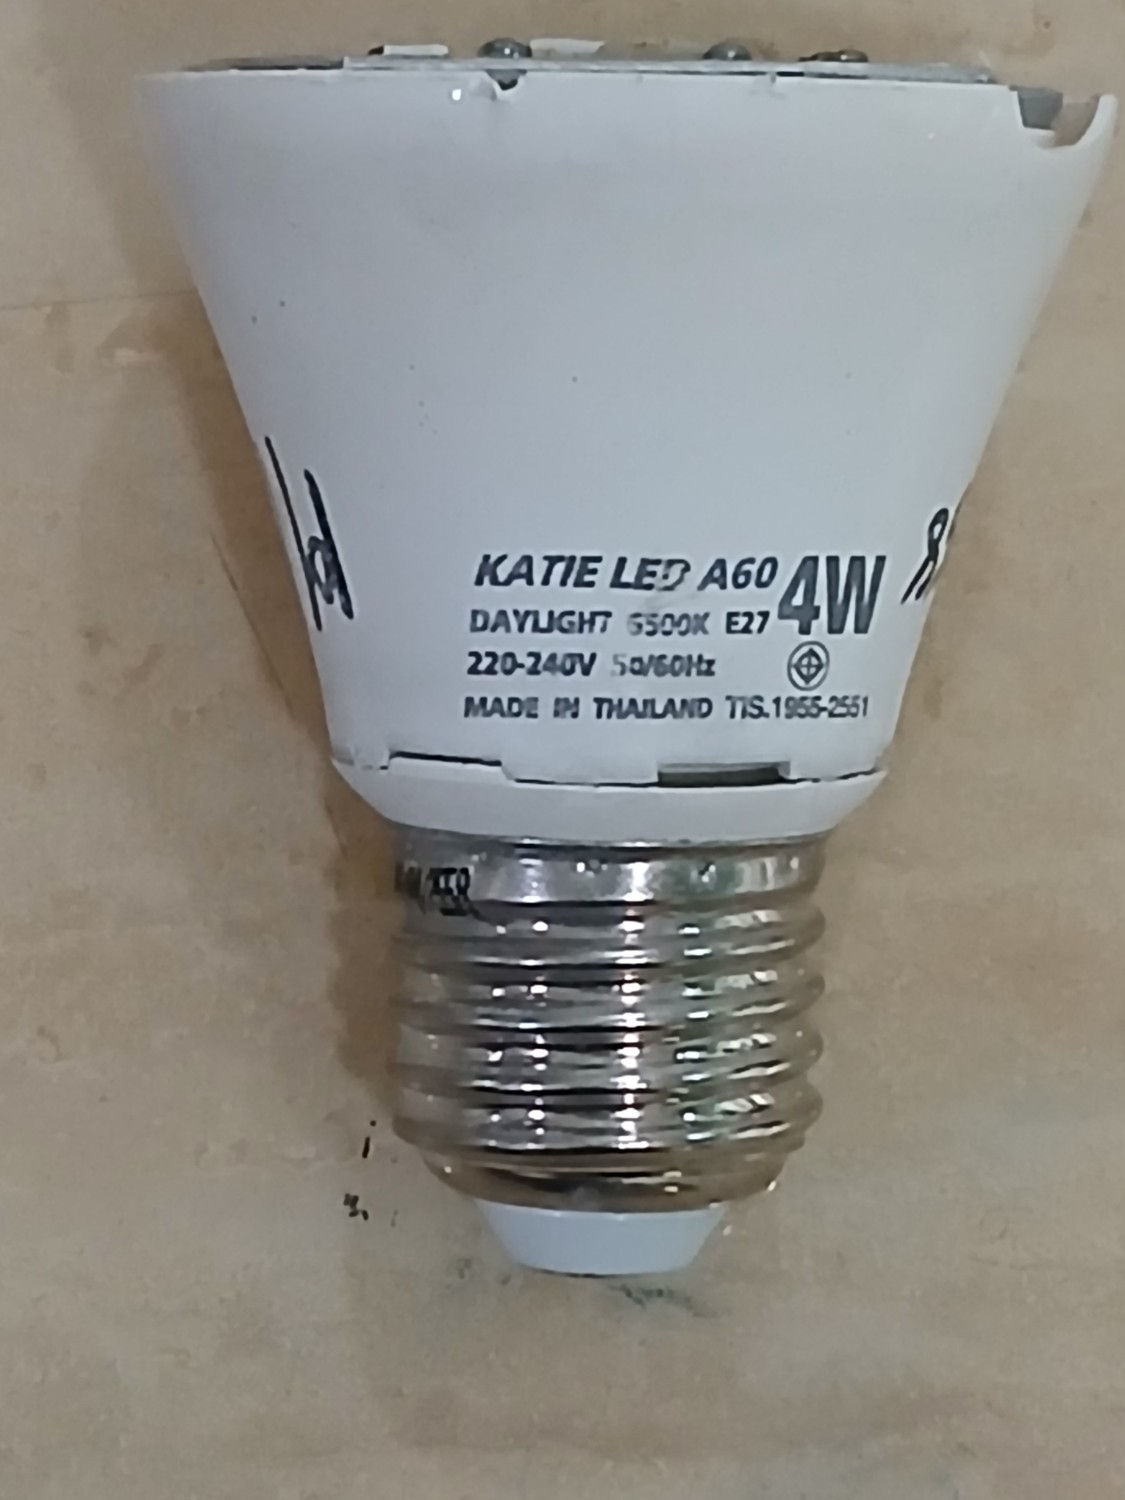 KATIE LED A60 4W
DAYLIGHT 6500K E27
220-240V 50/60Hz
MADE IN THAILAND TIS.1955-2551